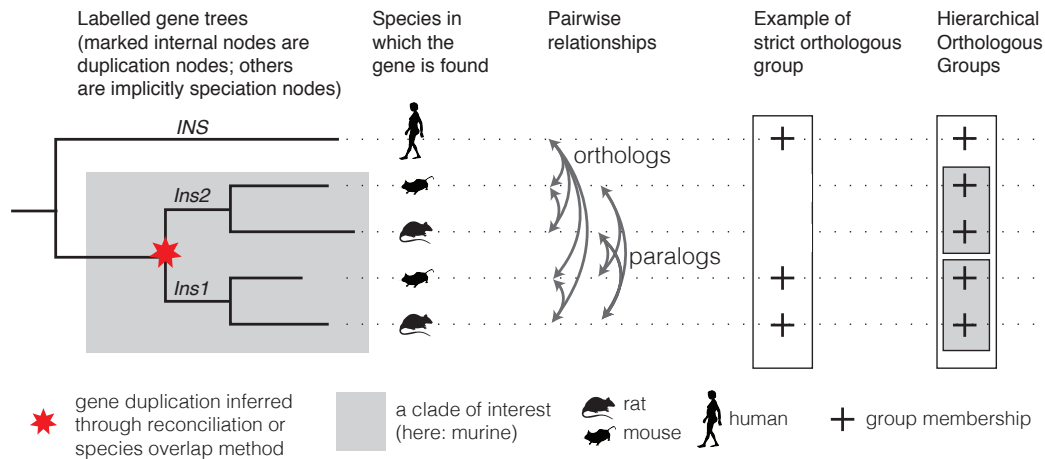 Labelled gene trees
(marked internal nodes are
duplication nodes; others
are implicitly speciation nodes)
Species in
which the
gene is found
Pairwise
relationships
Example of
strict orthologous
group
Hierarchical
Orthologous
Groups
INS
Ins2
Ins1
orthologs
paralogs
gene duplication inferred
through reconciliation or
species overlap method
a clade of interest
(here: murine)
rat
mouse
human
group membership